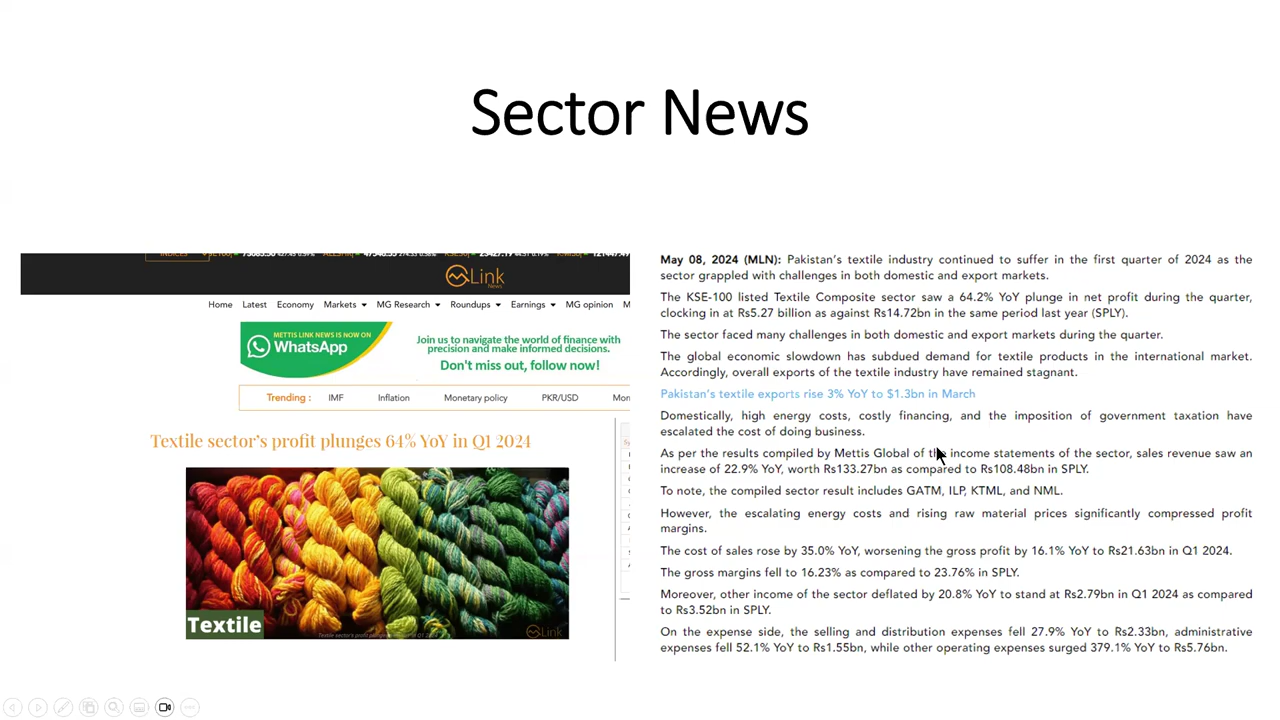 Sector News
Link
News
Home Latest Economy Markets MG Research Roundups Earnings MG opinion M
METTIS LINK NEWS IS NOW ON
WhatsApp
Join us to navigate the world of finance with
precision and make informed decisions.
Don't miss out, follow now!
Trending : IMF Inflation Monetary policy PKR/USD Mon
Textile sector's profit plunges 64% YoY in Q1 2024
Textile
Link
May 08, 2024 (MLN): Pakistan's textile industry continued to suffer in the first quarter of 2024 as the
sector grappled with challenges in both domestic and export markets.
The KSE-100 listed Textile Composite sector saw a 64.2% YoY plunge in net profit during the quarter,
clocking in at Rs5.27 billion as against Rs14.72bn in the same period last year (SPLY).
The sector faced many challenges in both domestic and export markets during the quarter.
The global economic slowdown has subdued demand for textile products in the international market.
Accordingly, overall exports of the textile industry have remained stagnant.
Pakistan's textile exports rise 3% YoY to $1.3bn in March
Domestically, high energy costs, costly financing, and the imposition of government taxation have
escalated the cost of doing business.
As per the results compiled by Mettis Global of the income statements of the sector, sales revenue saw an
increase of 22.9% YoY, worth Rs133.27bn as compared to Rs108.48bn in SPLY.
To note, the compiled sector result includes GATM, ILP, KTML, and NML.
However, the escalating energy costs and rising raw material prices significantly compressed profit
margins.
The cost of sales rose by 35.0% YoY, worsening the gross profit by 16.1% YoY to Rs21.63bn in Q1 2024.
The gross margins fell to 16.23% as compared to 23.76% in SPLY.
Moreover, other income of the sector deflated by 20.8% YoY to stand at Rs2.79bn in Q1 2024 as compared
to Rs3.52bn in SPLY.
On the expense side, the selling and distribution expenses fell 27.9% YoY to Rs2.33bn, administrative
expenses fell 52.1% YoY to Rs1.55bn, while other operating expenses surged 379.1% YoY to Rs5.76bn.